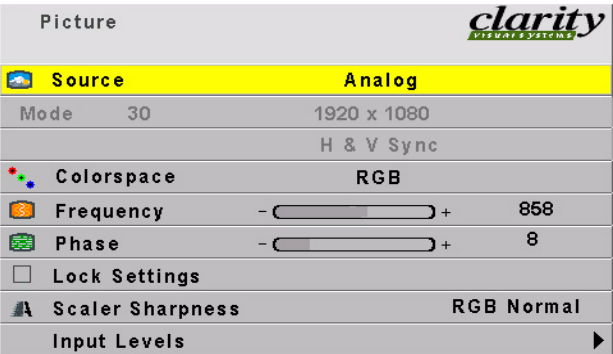 Picture
clarity
VISUAL SYSTEMS
Source Analog
Mode 30 1920 x 1080
H & V Sync
Colorspace RGB
Frequency - + 858
Phase - + 8
Lock Settings
Scaler Sharpness RGB Normal
Input Levels